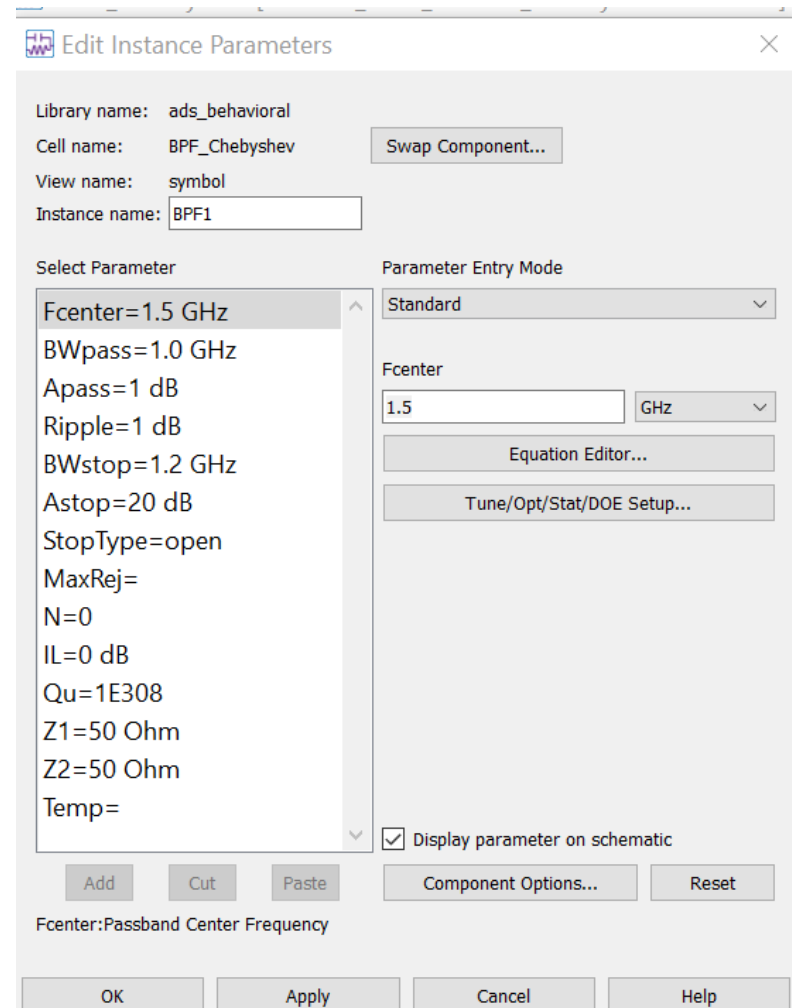 Edit Instance Parameters
Library name: ads_behavioral
Cell name: BPF_Chebyshev Swap Component...
View name: symbol
Instance name: BPF1
Select Parameter Parameter Entry Mode
Fcenter=1.5 GHz Standard
BWpass=1.0 GHz
Apass=1 dB Fcenter
Ripple=1 dB 1.5 GHz
BWstop=1.2 GHz Equation Editor...
Astop=20 dB Tune/Opt/Stat/DOE Setup...
StopType=open
MaxRej=
N=0
IL=0 dB
Qu=1E308
Z1=50 Ohm
Z2=50 Ohm
Temp=
Display parameter on schematic
Add Cut Paste Component Options... Reset
Fcenter:Passband Center Frequency
OK Apply Cancel Help